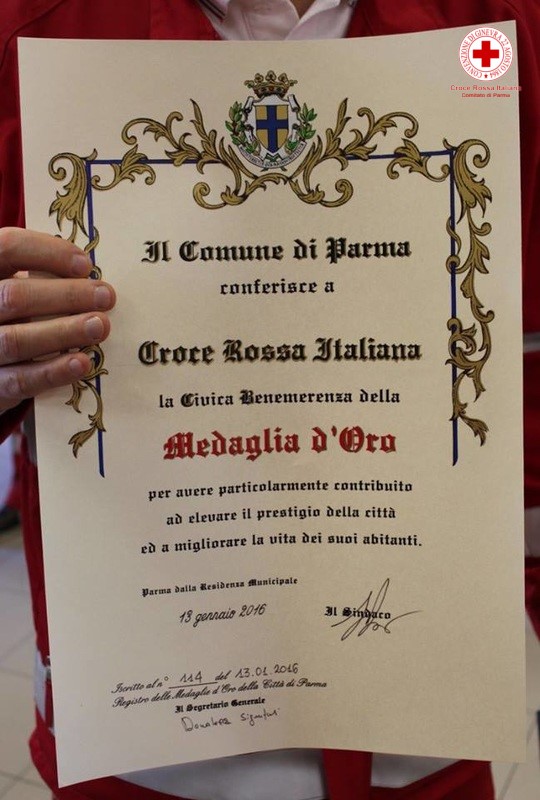 CONVENZIONE DI GINEVRA 22 AGOSTO 1864
Croce Rossa Italiana
Comitato di Parma
Il Comune di Parma
conferisce a
Croce Rossa Italiana
la Civica Benemerenza della
Medaglia d'Oro
per avere particolarmente contribuito
ad elevare il prestigio della città
ed a migliorare la vita dei suoi abitanti.
Parma dalla Residenza Municipale
13 gennaio 2016
Il Sindaco
Iscritto al n° 114 del 13.01.2016
Registro delle Medaglie d'Oro della Città di Parma
Il Segretario Generale